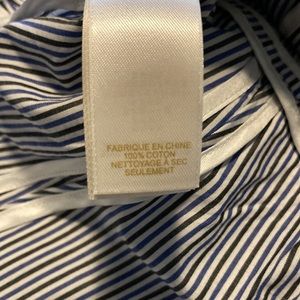 FABRIQUE EN CHINE
100% COTON
NETTOYAGE A SEC
SEULEMENT